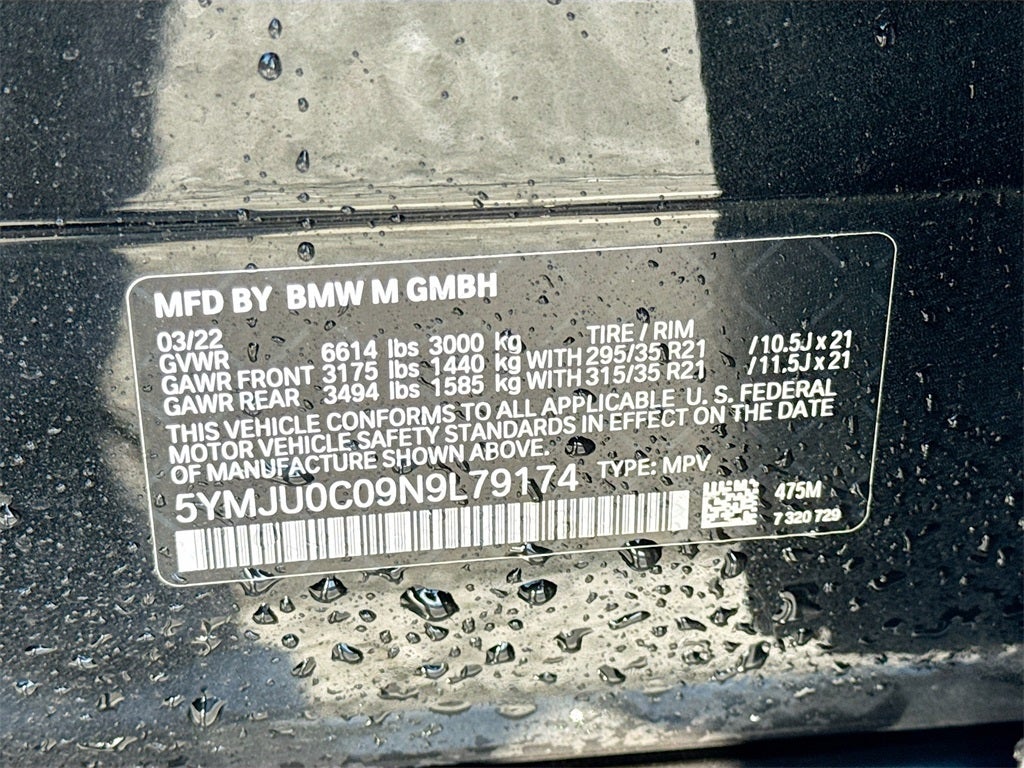 MFD BY BMW M GMBH
03/22 TIRE / RIM
GVWR 6614 lbs 3000 kg
GAWR FRONT 3175 lbs 1440 kg WITH 295/35 R21 /10.5J x 21
GAWR REAR 3494 lbs 1585 kg WITH 315/35 R21 /11.5J x 21
THIS VEHICLE CONFORMS TO ALL APPLICABLE U. S. FEDERAL
MOTOR VEHICLE SAFETY STANDARDS IN EFFECT ON THE DATE
OF MANUFACTURE SHOWN ABOVE.
5YMJU0C09N9L79174 TYPE: MPV
475M
7 320 729